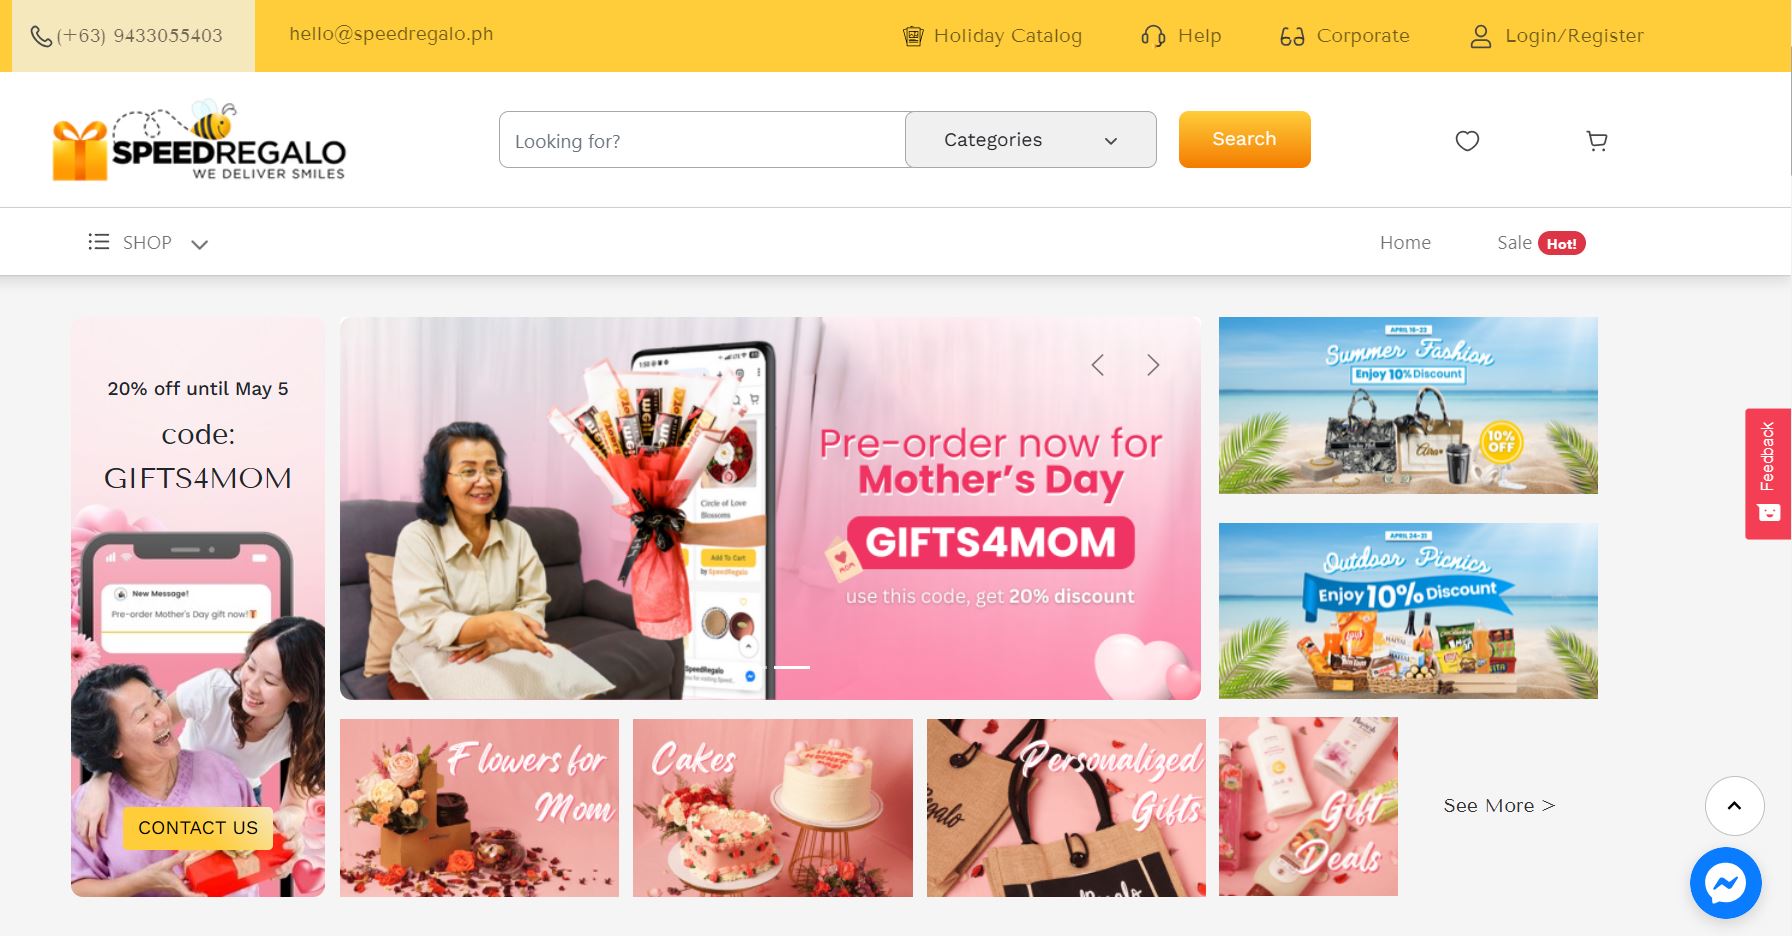 (+63) 9433055403
hello@speedregalo.ph
Holiday Catalog
Help
Corporate
Login/Register
SPEEDREGALO
WE DELIVER SMILES
Looking for?
Categories
Search
SHOP
Home
Sale Hot!
20% off until May 5
code:
GIFTS4MOM
New Message!
Pre-order Mother's Day gift now!
CONTACT US
Circle of Love
Blossoms
Add To Cart
by SpeedRegalo
SpeedRegalo
Pre-order now for
Mother's Day
GIFTS4MOM
MOM
use this code, get 20% discount
APRIL 16-23
Summer Fashion
Enjoy 10% Discount
10%
OFF
APRIL 24-31
Outdoor Picnics
Enjoy 10% Discount
Flowers for
Mom
Cakes
Personalized
Gifts
Gift
Deals
See More >
Feedback